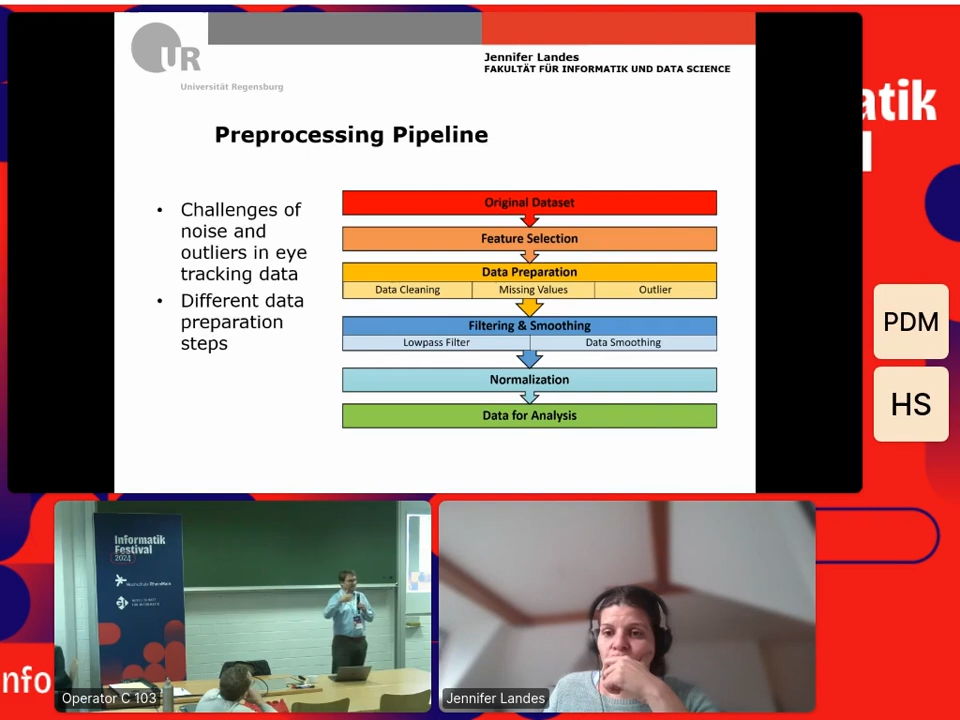 UR
Universität Regensburg
Jennifer Landes
FAKULTÄT FÜR INFORMATIK UND DATA SCIENCE
Preprocessing Pipeline
• Challenges of
noise and
outliers in eye
tracking data
• Different data
preparation
steps
Original Dataset
Feature Selection
Data Preparation
Data Cleaning
Missing Values
Outlier
Filtering & Smoothing
Lowpass Filter
Data Smoothing
Normalization
Data for Analysis
atik
PDM
HS
Informatik
Festival
2024
Hochschule RheinMain
Operator C 103
Jennifer Landes
nfo